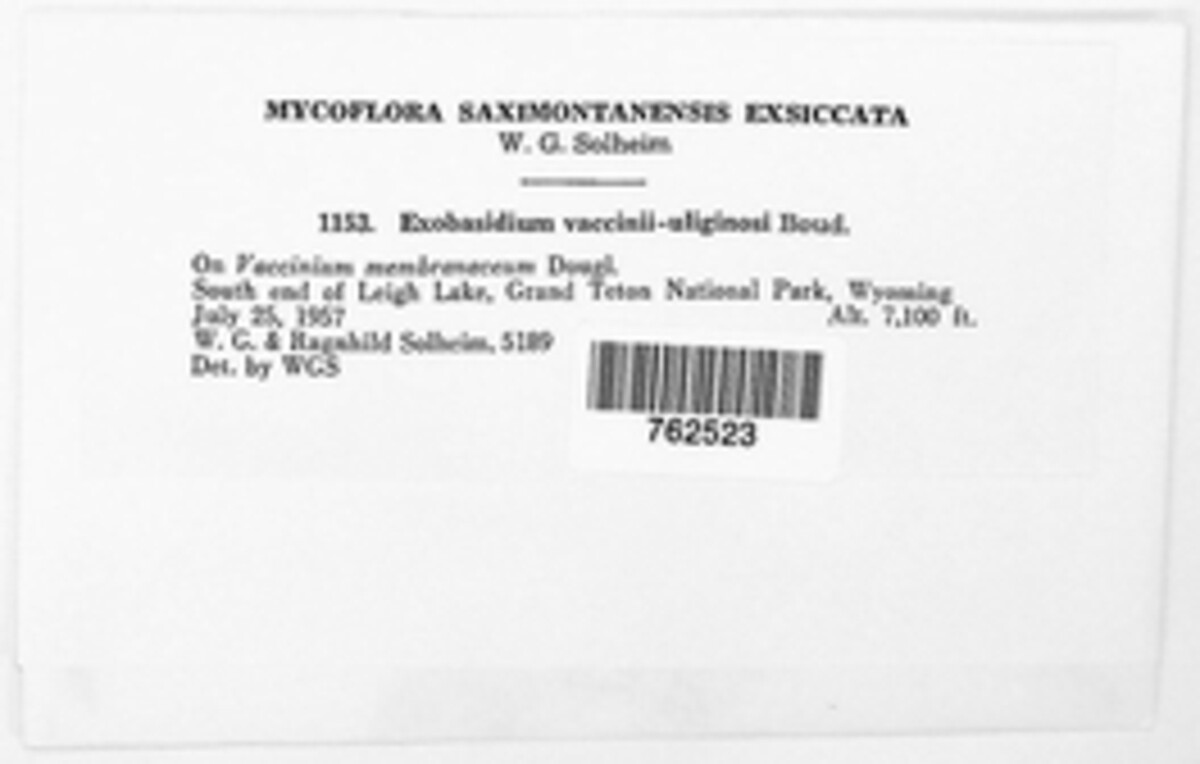 MYCOFLORA SAXIMONTANENSIS EXSICCATA
W. G. Solheim
1153. Exobasidium vaccinii-uliginosi Boud.
On Vaccinium membranaceum Dougl.
South end of Leigh Lake, Grand Teton National Park, Wyoming
July 25, 1957 Alt. 7,100 ft.
W. G. & Ragnhild Solheim, 5189
Det. by WGS
762523